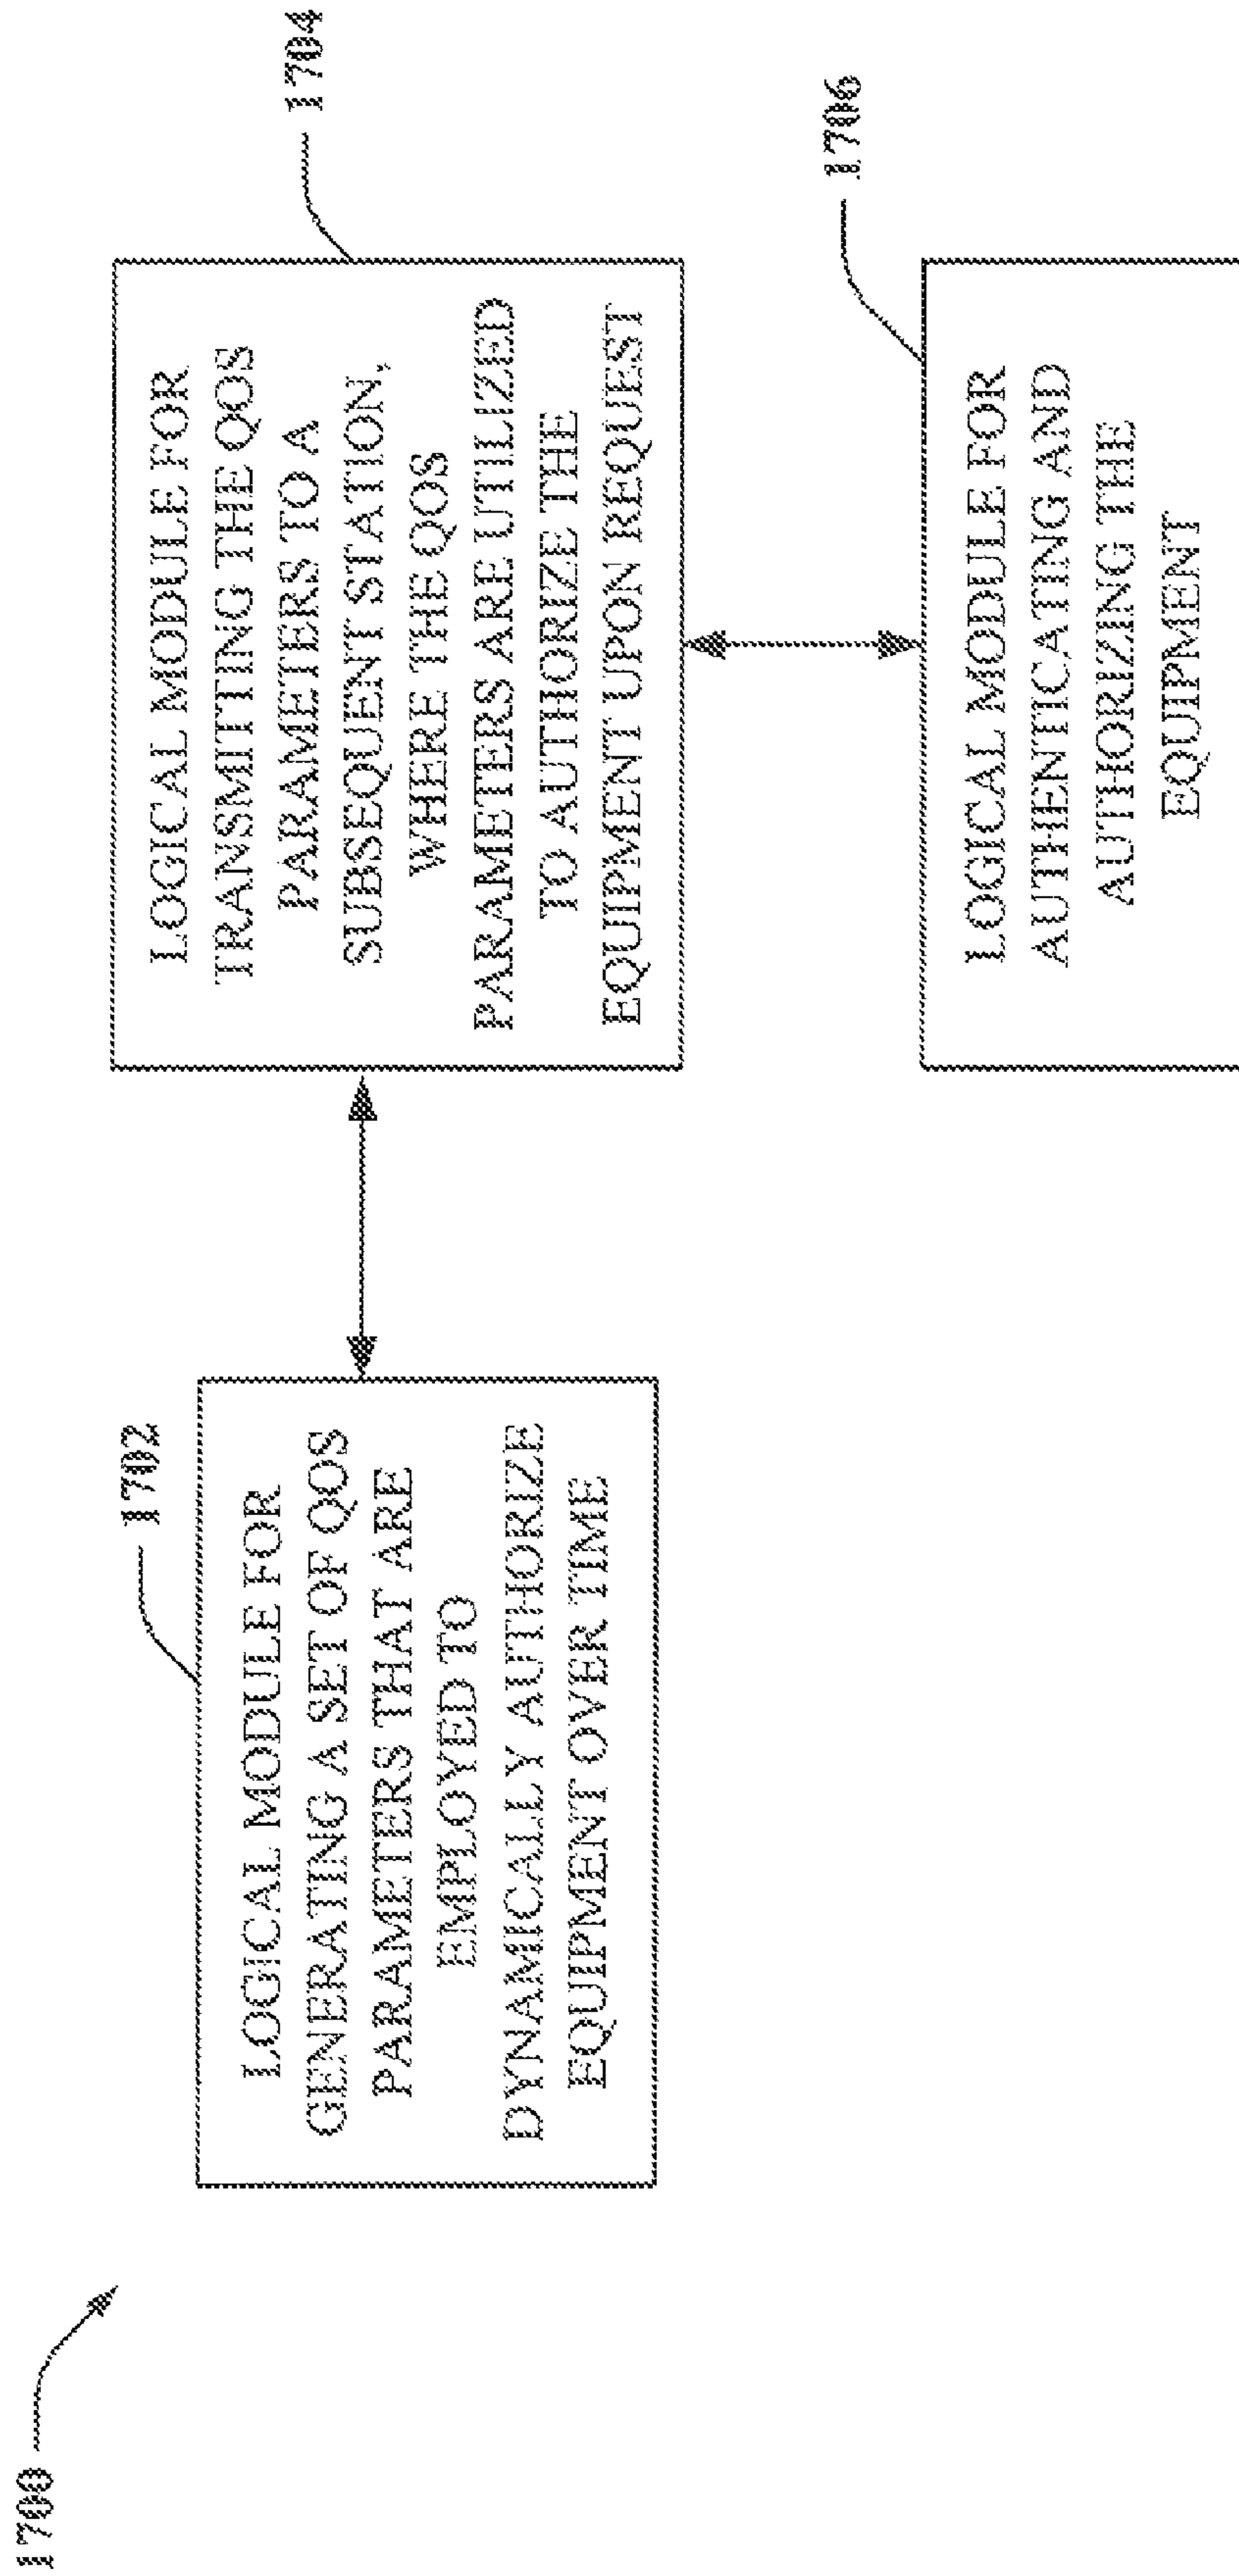 1700
1702
LOGICAL MODULE FOR
GENERATING A SET OF QOS
PARAMETERS THAT ARE
EMPLOYED TO
DYNAMICALLY AUTHORIZE
EQUIPMENT OVER TIME
1704
LOGICAL MODULE FOR
TRANSMITTING THE QOS
PARAMETERS TO A
SUBSEQUENT STATION,
WHERE THE QOS
PARAMETERS ARE UTILIZED
TO AUTHORIZE THE
EQUIPMENT UPON REQUEST
1706
LOGICAL MODULE FOR
AUTHENTICATING AND
AUTHORIZING THE
EQUIPMENT